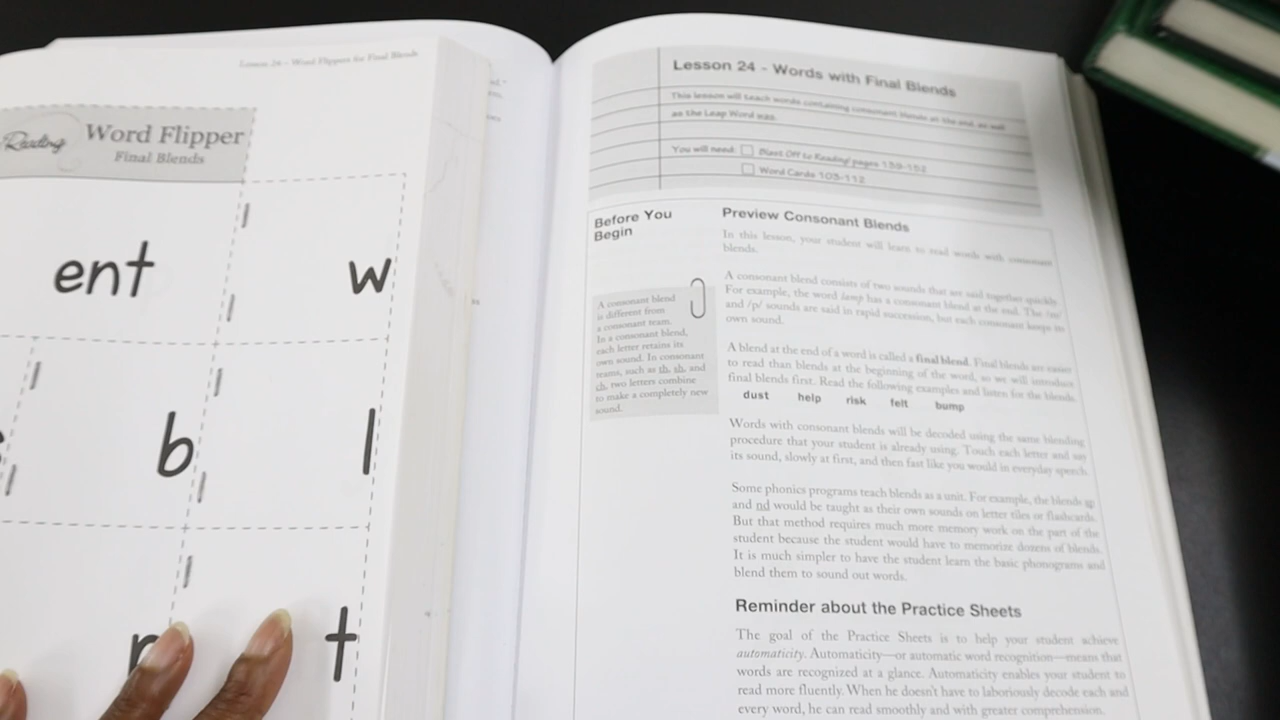 Lesson 24 - Word Flippers for Final Blends
Reading
Word Flipper
Final Blends
ent
w
b
l
t
Lesson 24 - Words with Final Blends
This lesson will teach words containing consonant blends at the end, as well
as the Leap Word was.
You will need: Blast Off to Reading! pages 139-152
Word Cards 103-112
Before You
Begin
A consonant blend
is different from
a consonant team.
In a consonant blend,
each letter retains its
own sound. In consonant
teams, such as th, sh, and
ch, two letters combine
to make a completely new
sound.
Preview Consonant Blends
In this lesson, your student will learn to read words with consonant
blends.
A consonant blend consists of two sounds that are said together quickly.
For example, the word lamp has a consonant blend at the end. The /m/
and /p/ sounds are said in rapid succession, but each consonant keeps its
own sound.
A blend at the end of a word is called a final blend. Final blends are easier
to read than blends at the beginning of the word, so we will introduce
final blends first. Read the following examples and listen for the blends.
dust help risk felt bump
Words with consonant blends will be decoded using the same blending
procedure that your student is already using. Touch each letter and say
its sound, slowly at first, and then fast like you would in everyday speech.
Some phonics programs teach blends as a unit. For example, the blends sp
and nd would be taught as their own sounds on letter tiles or flashcards.
But that method requires much more memory work on the part of the
student because the student would have to memorize dozens of blends.
It is much simpler to have the student learn the basic phonograms and
blend them to sound out words.
Reminder about the Practice Sheets
The goal of the Practice Sheets is to help your student achieve
automaticity. Automaticity—or automatic word recognition—means that
words are recognized at a glance. Automaticity enables your student to
read more fluently. When he doesn't have to laboriously decode each and
every word, he can read smoothly and with greater comprehension.